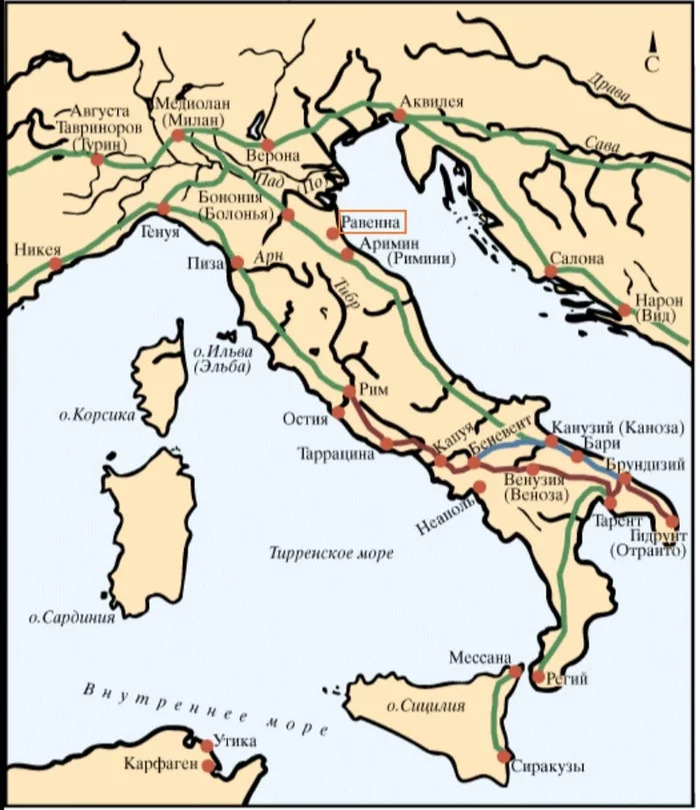 С
Драва
Август​а
Тавриноров
(Турин)
Медиолан
(Милан)
Аквилея
Сава
Верона
Пад
(По)
Бонония
(Болонья)
Равенна
Генуя
Аримин
(Римини)
Никея
Пиза
Арн
Салона
Тибр
Нарон
(Вид)
о.Ильва
(Эльба)
Рим
о.Корсика
Остия
Капуя
Беневент
Канузий (Каноза)
Бари
Таррацина
Брундизий
Венузия
(Веноза)
Неаполь
Тарент
Гидрунт
(Отранто)
Тирренское море
о.Сардиния
Мессана
Регий
Внутреннее море
о.Сицилия
Утика
Карфаген
Сиракузы